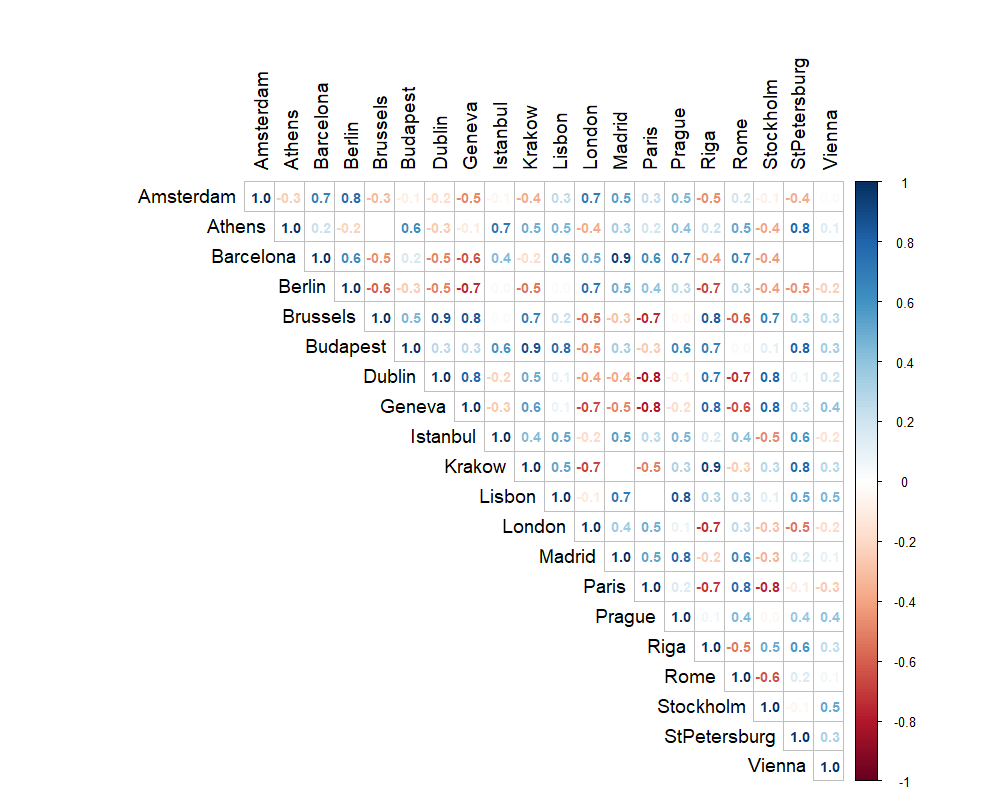 Amsterdam Athens Barcelona Berlin Brussels Budapest Dublin Geneva Istanbul Krakow Lisbon London Madrid Paris Prague Riga Rome Stockholm StPetersburg Vienna
Amsterdam 1.0 -0.3 0.7 0.8 -0.3 -0.1 -0.2 -0.5 -0.4 0.3 0.7 0.5 0.3 0.5 -0.5 0.2 -0.1 -0.4 1
Athens 1.0 0.2 -0.2 0.6 -0.3 -0.1 0.7 0.5 0.5 -0.4 0.3 0.2 0.4 0.2 0.5 -0.4 0.8 0.1 0.8
Barcelona 1.0 0.6 -0.5 0.2 -0.5 -0.6 0.4 -0.2 0.6 0.5 0.9 0.6 0.7 -0.4 0.7 -0.4
Berlin 1.0 -0.6 -0.3 -0.5 -0.7 -0.5 0.7 0.5 0.4 0.3 -0.7 0.3 -0.4 -0.5 -0.2 0.6
Brussels 1.0 0.5 0.9 0.8 0.7 0.2 -0.5 -0.3 -0.7 0.8 -0.6 0.7 0.3 0.3
Budapest 1.0 0.3 0.3 0.6 0.9 0.8 -0.5 0.3 -0.3 0.6 0.7 0.1 0.8 0.3 0.4
Dublin 1.0 0.8 -0.2 0.5 0.1 -0.4 -0.4 -0.8 -0.1 0.7 -0.7 0.8 0.1 0.2
Geneva 1.0 -0.3 0.6 0.1 -0.7 -0.5 -0.8 -0.2 0.8 -0.6 0.8 0.3 0.4 0.2
Istanbul 1.0 0.4 0.5 -0.2 0.5 0.3 0.5 0.2 0.4 -0.5 0.6 -0.2
Krakow 1.0 0.5 -0.7 -0.5 0.3 0.9 -0.3 0.3 0.8 0.3 0
Lisbon 1.0 -0.1 0.7 0.8 0.3 0.3 0.1 0.5 0.5
London 1.0 0.4 0.5 0.1 -0.7 0.3 -0.3 -0.5 -0.2 -0.2
Madrid 1.0 0.5 0.8 -0.2 0.6 -0.3 0.2 0.1
Paris 1.0 0.2 -0.7 0.8 -0.8 -0.1 -0.3 -0.4
Prague 1.0 0.1 0.4 0.4 0.4
Riga 1.0 -0.5 0.5 0.6 0.3 -0.6
Rome 1.0 -0.6 0.2 0.1
Stockholm 1.0 -0.1 0.5 -0.8
StPetersburg 1.0 0.3
Vienna 1.0 -1